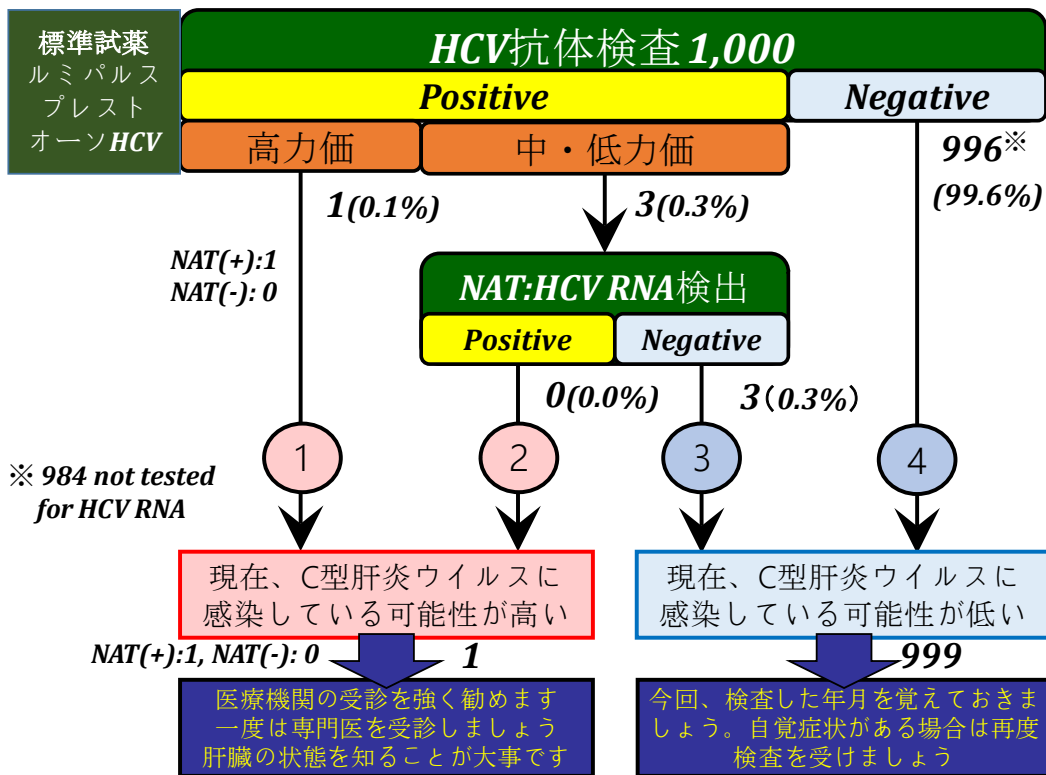 標準試薬
ルミパルス
プレスト
オーソHCV
HCV抗体検査1,000
Positive
Negative
高力価
中・低力価
996※
(99.6%)
1(0.1%)
3(0.3%)
NAT(+):1
NAT(-): 0
NAT:HCV RNA検出
Positive
Negative
0(0.0%)
3(0.3%)
1
2
3
4
※ 984 not tested
for HCV RNA
現在、C型肝炎ウイルスに
感染している可能性が高い
現在、C型肝炎ウイルスに
感染している可能性が低い
NAT(+):1, NAT(-): 0
1
999
医療機関の受診を強く勧めます
一度は専門医を受診しましょう
肝臓の状態を知ることが大事です
今回、検査した年月を覚えておきま
しょう。自覚症状がある場合は再度
検査を受けましょう